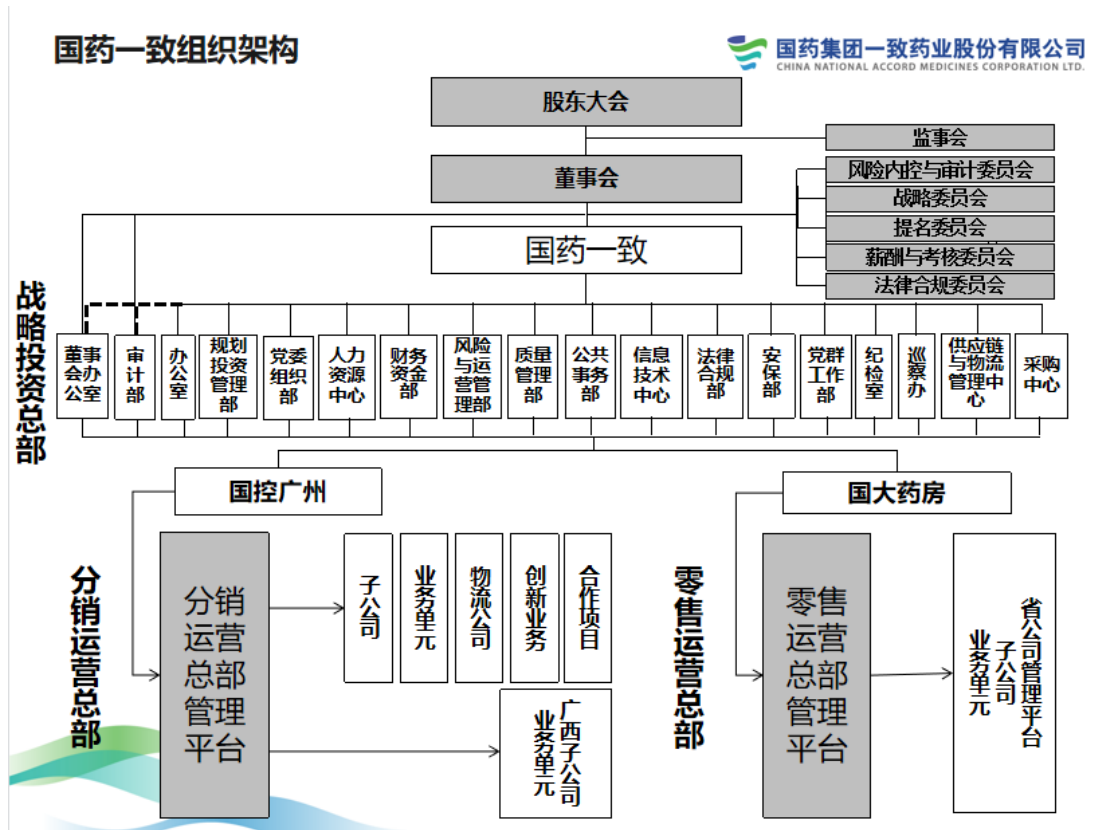 国药一致组织架构
国药集团一致药业股份有限公司
CHINA NATIONAL ACCORD MEDICINES CORPORATION LTD.
股东大会
监事会
董事会
风险内控与审计委员会
战略委员会
提名委员会
薪酬与考核委员会
法律合规委员会
国药一致
战略投资总部
董事
会办
公室
审
计
部
办
公
室
规划
投资
管理
部
党委
组织
部
人力
资源
中心
财务
资金
部
风险
与运
营管
理部
质量
管理
部
公共
事务
部
信息
技术
中心
法律
合规
部
安
保
部
党群
工作
部
纪
检
室
巡
察
办
供应链
与物流
管理中
心
采购
中心
国控广州
国大药房
分销运营总部
分销
运营
总部
管理
平台
子公司
业务单元
物流公司
创新业务
合作项目
广西子公司
业务单元
零售运营总部
零售
运营
总部
管理
平台
省公司管理平台
子公司
业务单元